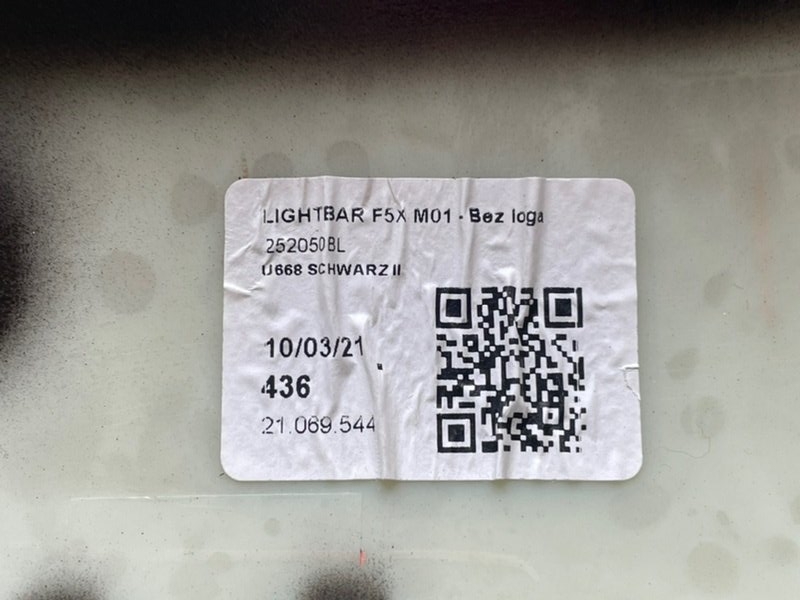 LIGHTBAR F5X M01 - Bez loga
252050BL
U668 SCHWARZ II
10/03/21
436
21.069.544